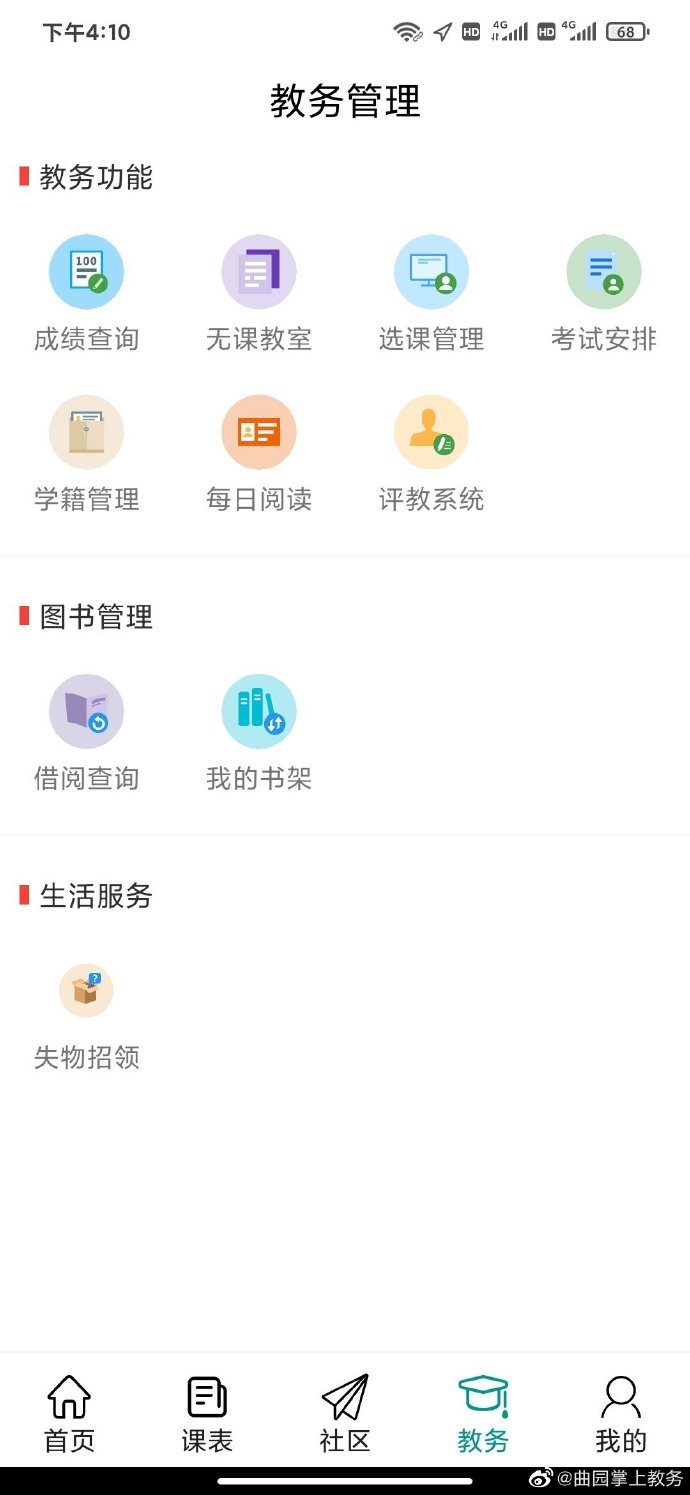 下午4:10
HD 4G HD 4G 68
教务管理
教务功能
100
成绩查询 无课教室 选课管理 考试安排
学籍管理 每日阅读 评教系统
图书管理
借阅查询 我的书架
生活服务
?
失物招领
首页 课表 社区 教务 我的
@曲园掌上教务